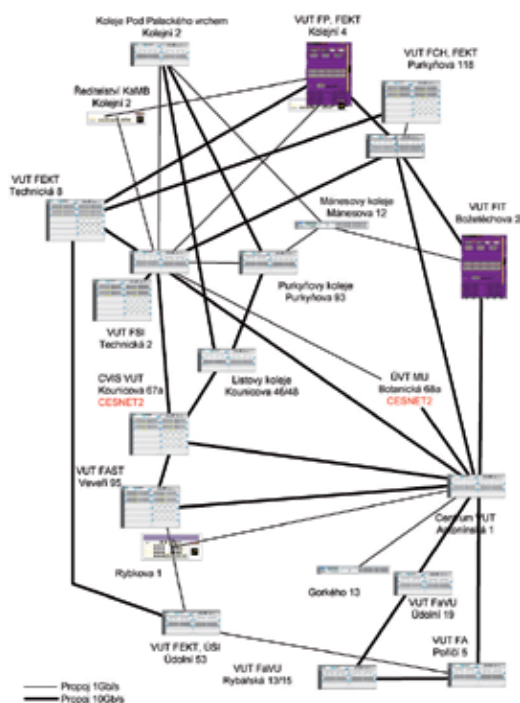 Koleje Pod Palackého vrchem
Kolejní 2
VUT FP, FEKT
Kolejní 4
VUT FCH, FEKT
Purkyňova 118
Ředitelství KaMB
Kolejní 2
VUT FEKT
Technická 8
Mánesovy koleje
Mánesova 12
VUT FIT
Božetěchova 2
Purkyňovy koleje
Purkyňova 93
VUT FSI
Technická 2
CVIS VUT
Kounicova 67a
CESNET2
Listovy koleje
Kounicova 46/48
ÚVT MU
Botanická 68a
CESNET2
VUT FAST
Veveří 95
Centrum VUT
Antonínská 1
Rybkova 1
Gorkého 13
VUT FaVU
Údolní 19
VUT FEKT, ÚSI
Údolní 53
VUT FaVU
Rybářská 13/15
VUT FA
Poříčí 5
Propoj 1Gb/s
Propoj 10Gb/s